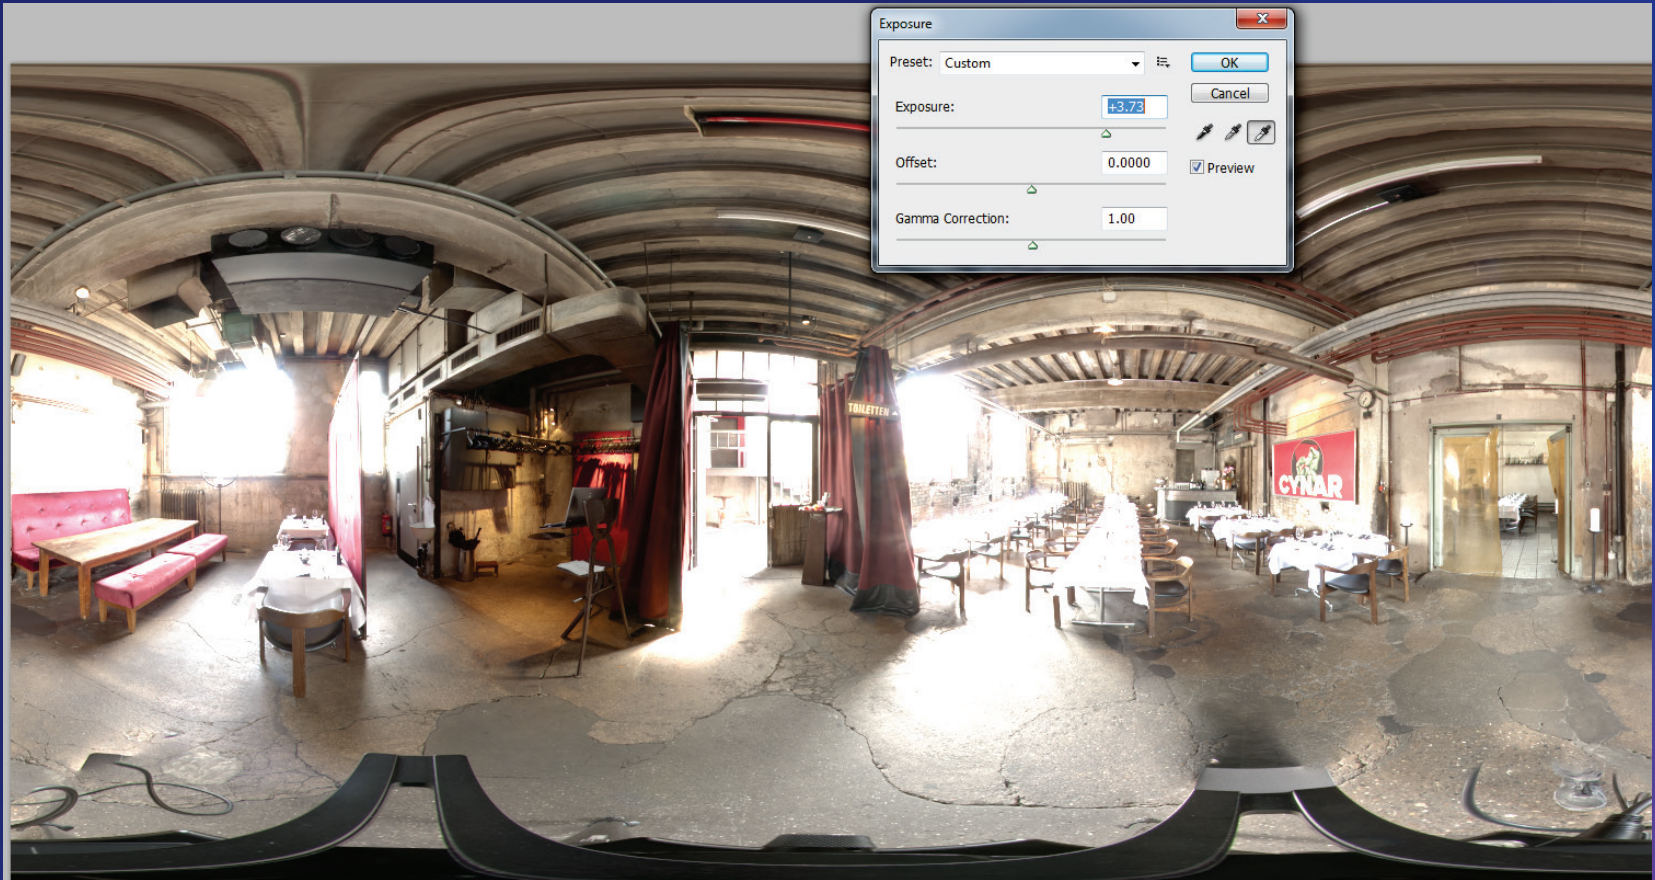 Exposure
Preset: Custom
OK
Cancel
Exposure: +3.73
Offset: 0.0000
Preview
Gamma Correction: 1.00
TOILETTEN
CYNAR